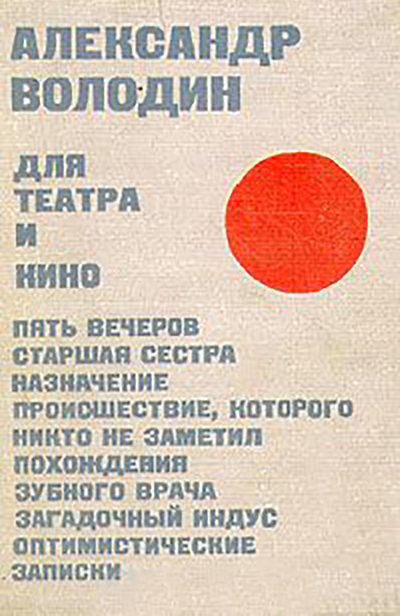 АЛЕКСАНДР
ВОЛОДИН
ДЛЯ
ТЕАТРА
И
КИНО
ПЯТЬ ВЕЧЕРОВ
СТАРШАЯ СЕСТРА
НАЗНАЧЕНИЕ
ПРОИСШЕСТВИЕ, КОТОРОГО
НИКТО НЕ ЗАМЕТИЛ
ПОХОЖДЕНИЯ
ЗУБНОГО ВРАЧА
ЗАГАДОЧНЫЙ ИНДУС
ОПТИМИСТИЧЕСКИЕ
ЗАПИСКИ